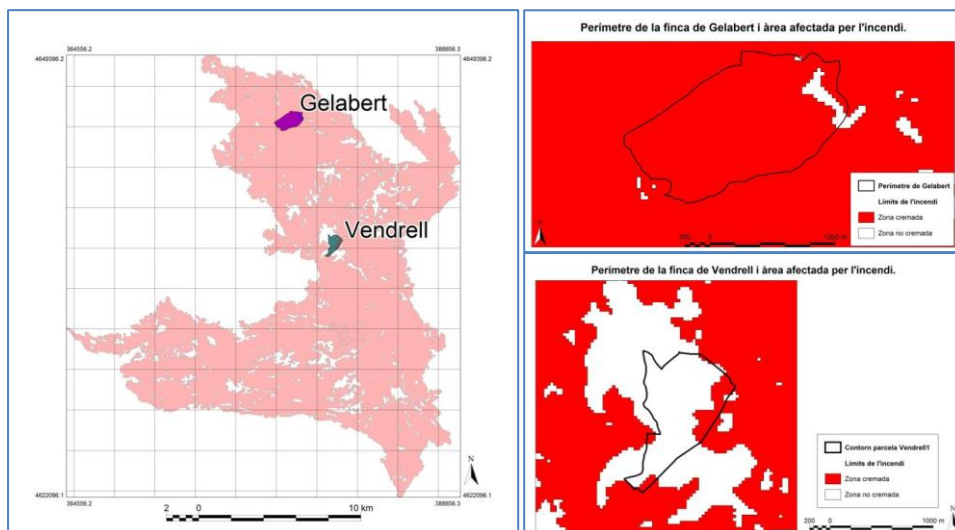 384556.2
388856.3
4649396.2
4649396.2
Gelabert
Vendrell
4622096.1
4622096.1
384556.2
388856.3
N
2 0 10 km
Perímetre de la finca de Gelabert i àrea afectada per l'incendi.
Perímetre de Gelabert
Límits de l'incendi
Zona cremada
Zona no cremada
N
200 0 1000 m
Perímetre de la finca de Vendrell i àrea afectada per l'incendi.
Contorn parcela Vendrell1
Límits de l'incendi
Zona cremada
Zona no cremada
200 0 1000 m
N